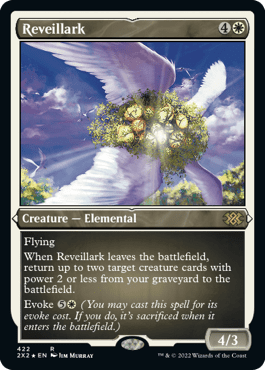 Reveillark 4
Creature — Elemental
Flying
When Reveillark leaves the battlefield,
return up to two target creature cards with
power 2 or less from your graveyard to the
battlefield.
Evoke 5 (You may cast this spell for its
evoke cost. If you do, it's sacrificed when it
enters the battlefield.)
4/3
422 R
2X2 ★ EN JIM MURRAY
™ & © 2022 Wizards of the Coast